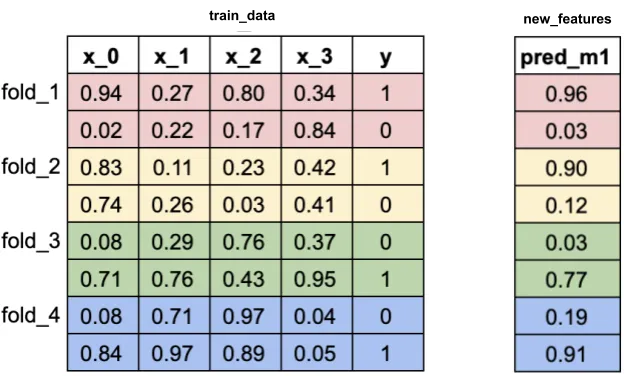 train_data new_features
x_0 x_1 x_2 x_3 y pred_m1
fold_1 0.94 0.27 0.80 0.34 1 0.96
0.02 0.22 0.17 0.84 0 0.03
fold_2 0.83 0.11 0.23 0.42 1 0.90
0.74 0.26 0.03 0.41 0 0.12
fold_3 0.08 0.29 0.76 0.37 0 0.03
0.71 0.76 0.43 0.95 1 0.77
fold_4 0.08 0.71 0.97 0.04 0 0.19
0.84 0.97 0.89 0.05 1 0.91